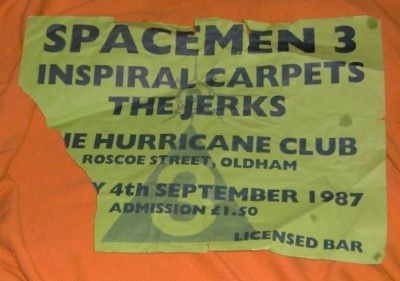 SPACEMEN 3
INSPIRAL CARPETS
THE JERKS
HE HURRICANE CLUB
ROSCOE STREET, OLDHAM
Y 4th SEPTEMBER 1987
ADMISSION £1.50
LICENSED BAR
3